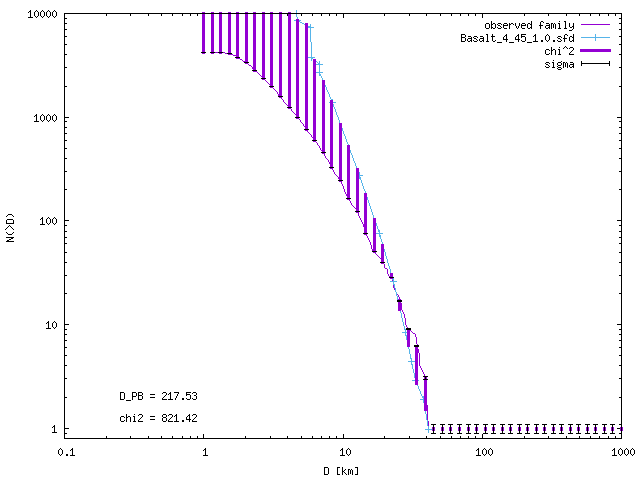 10000
1000
100
10
1
N(>D)
observed family
Basalt_4_45_1.0.sfd
chi^2
sigma
D_PB = 217.53
chi2 = 821.42
0.1 1 10 100 1000
D [km]